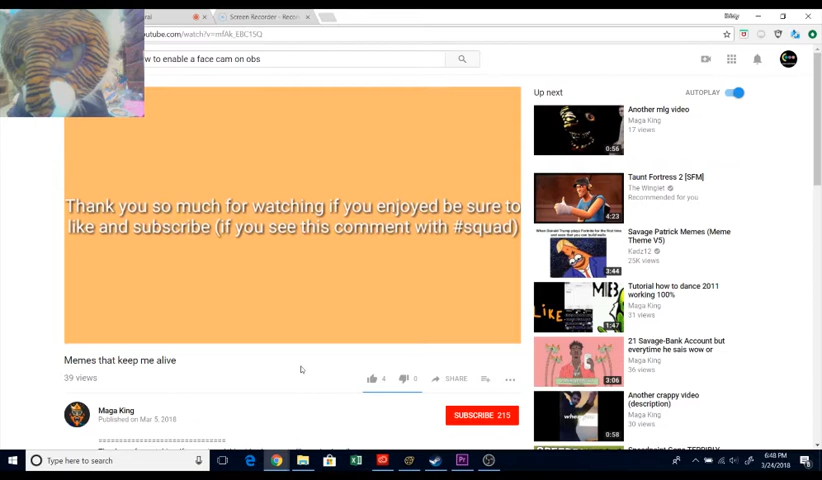 Screen Recorder - Record
outube.com/watch?v=mfAk_EBC1SQ
w to enable a face cam on obs
Thank you so much for watching if you enjoyed be sure to
like and subscribe (if you see this comment with #squad)
Memes that keep me alive
39 views
4
0
SHARE
Maga King
Published on Mar 5, 2018
SUBSCRIBE 215
==============================
Up next
AUTOPLAY
Another mlg video
Maga King
17 views
0:56
Taunt Fortress 2 [SFM]
The Winglet
Recommended for you
4:23
Savage Patrick Memes (Meme
Theme V5)
Kadz12
25K views
3:44
Tutorial how to dance 2011
working 100%
Maga King
31 views
LIKE
1:47
21 Savage-Bank Account but
everytime he sais wow or
Maga King
36 views
3:06
Another crappy video
(description)
Maga King
30 views
0:58
Type here to search
6:48 PM
3/24/2018